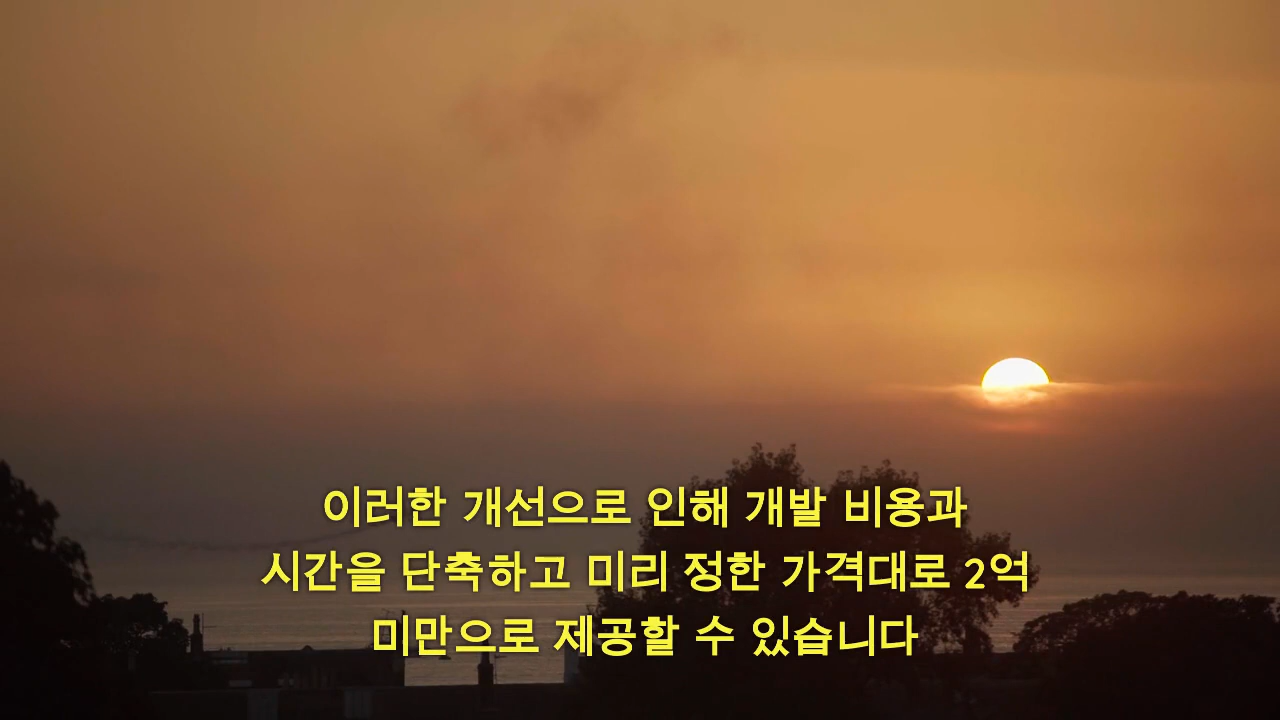 이러한 개선으로 인해 개발 비용과
시간을 단축하고 미리 정한 가격대로 2억
미만으로 제공할 수 있습니다